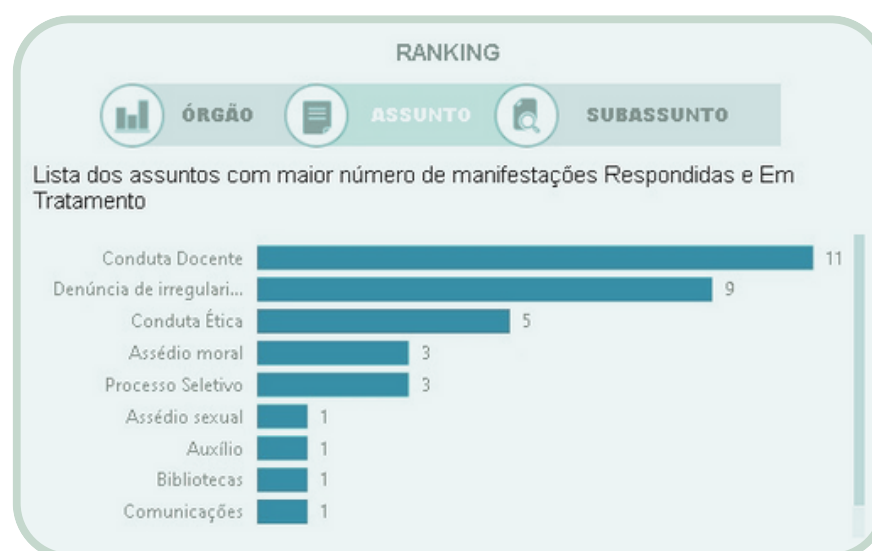 RANKING
ÓRGÃO ASSUNTO SUBASSUNTO
Lista dos assuntos com maior número de manifestações Respondidas e Em
Tratamento
Conduta Docente 11
Denúncia de irregulari... 9
Conduta Ética 5
Assédio moral 3
Processo Seletivo 3
Assédio sexual 1
Auxílio 1
Bibliotecas 1
Comunicações 1